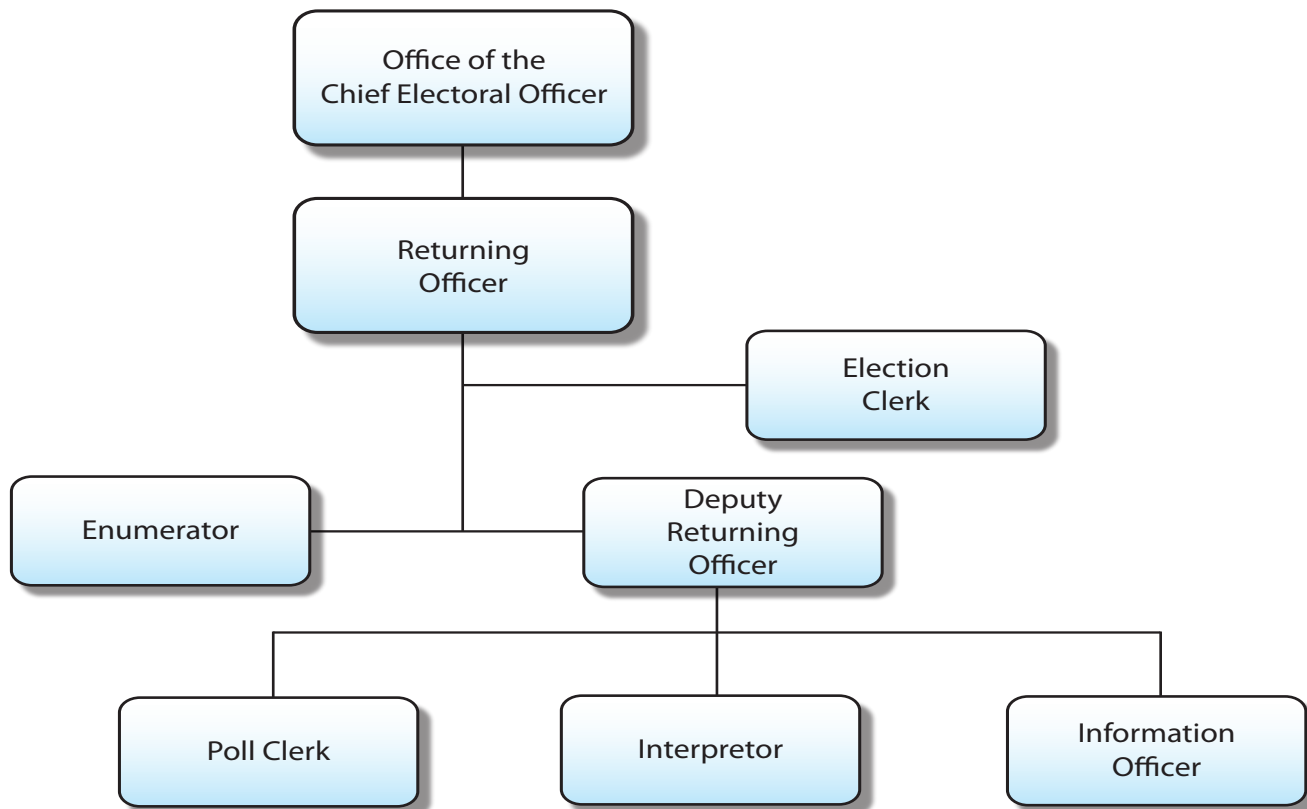 Office of the
Chief Electoral Officer
Returning
Officer
Election
Clerk
Enumerator
Deputy
Returning
Officer
Poll Clerk
Interpretor
Information
Officer